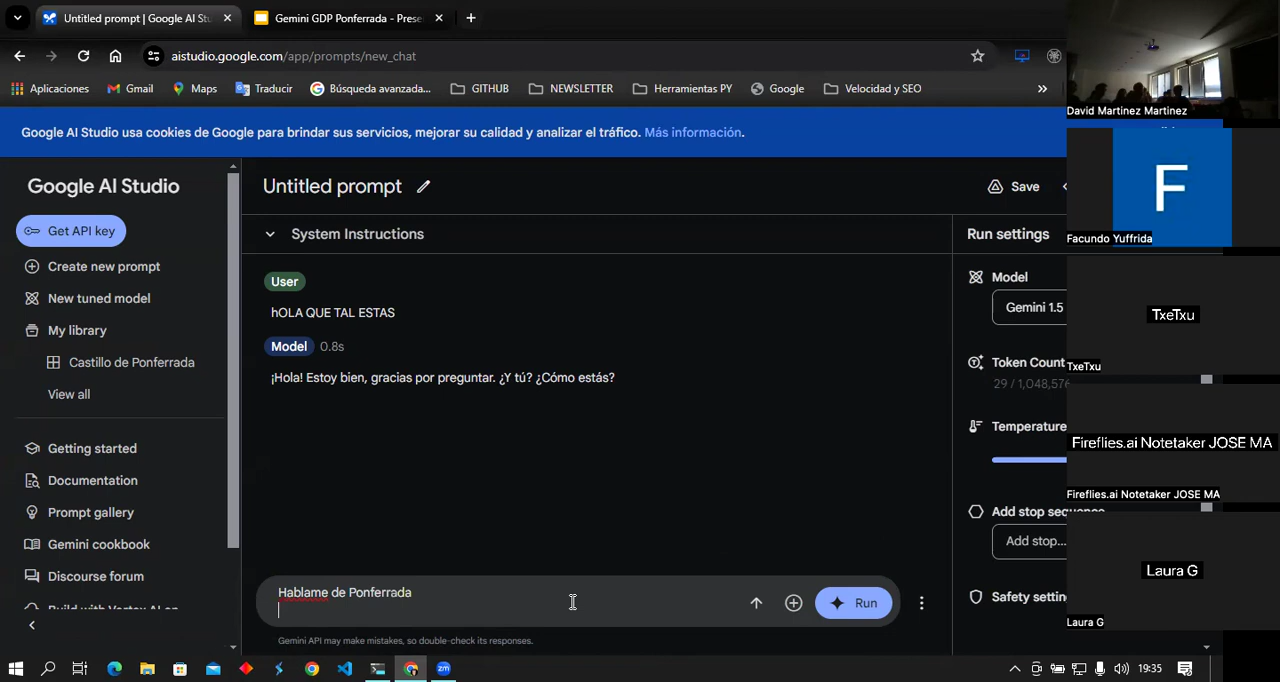 Untitled prompt | Google AI Stu
Gemini GDP Ponferrada - Prese
aistudio.google.com/app/prompts/new_chat
Aplicaciones
Gmail
Maps
Traducir
Búsqueda avanzada...
GITHUB
NEWSLETTER
Herramientas PY
Google
Velocidad y SEO
Google AI Studio usa cookies de Google para brindar sus servicios, mejorar su calidad y analizar el tráfico. Más información.
Google AI Studio
Get API key
Create new prompt
New tuned model
My library
Castillo de Ponferrada
View all
Getting started
Documentation
Prompt gallery
Gemini cookbook
Discourse forum
Build with Vertex AI on
Untitled prompt
Save
System Instructions
User
hOLA QUE TAL ESTAS
Model 0.8s
¡Hola! Estoy bien, gracias por preguntar. ¿Y tú? ¿Cómo estás?
Hablame de Ponferrada
Run
Gemini API may make mistakes, so double-check its responses.
Run settings
Model
Gemini 1.5
Token Count
29 / 1,048,576
Temperature
Add stop sequence
Add stop...
Safety settin
David Martinez Martinez
F
Facundo Yuffrida
TxeTxu
TxeTxu
Fireflies.ai Notetaker JOSE MA
Fireflies.ai Notetaker JOSE MA
Laura G
Laura G
zm
19:35